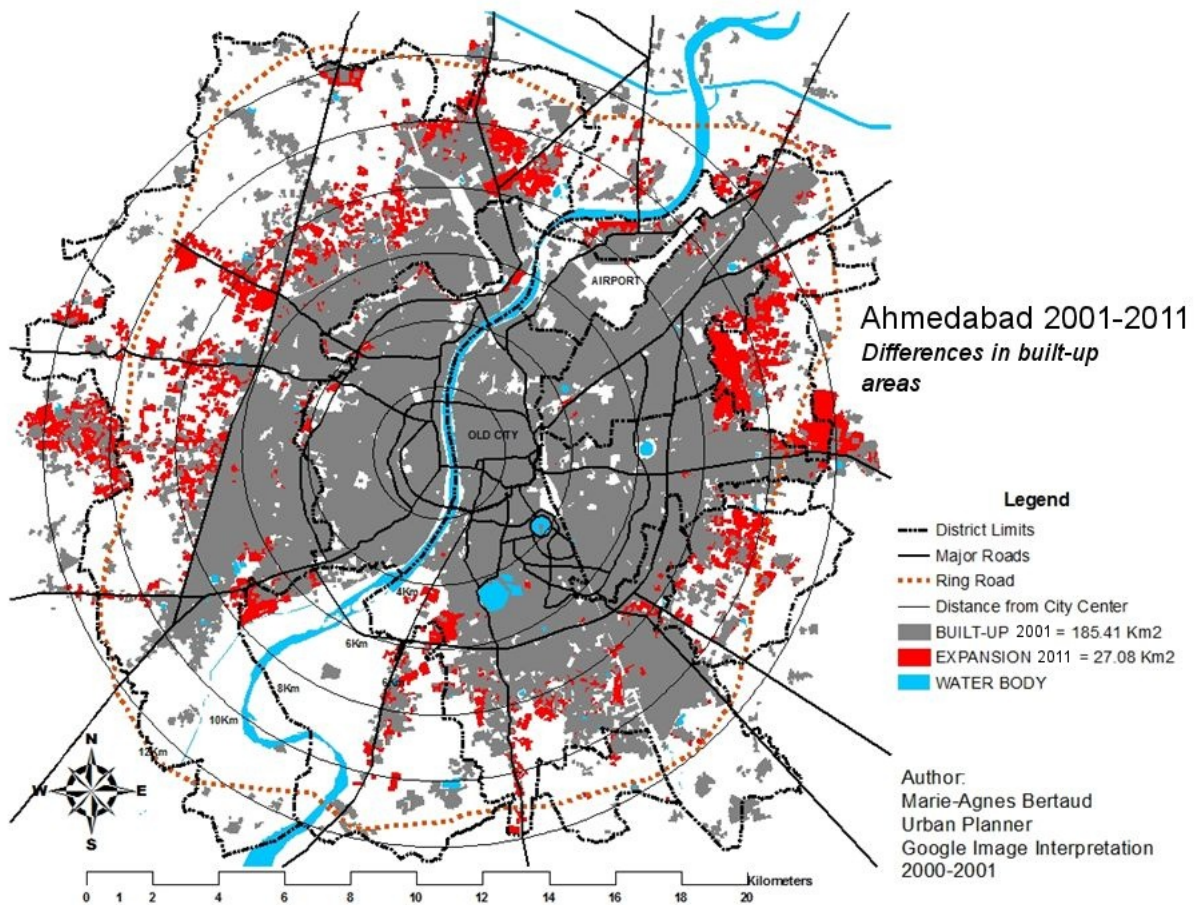 AIRPORT
OLD CITY
4Km
6Km
6Km
8Km
10Km
12Km
N
W E
S
0 1 2 4 6 8 10 12 14 16 18 20
Kilometers
Ahmedabad 2001-2011
Differences in built-up
areas
Legend
District Limits
Major Roads
Ring Road
Distance from City Center
BUILT-UP 2001 = 185.41 Km2
EXPANSION 2011 = 27.08 Km2
WATER BODY
Author:
Marie-Agnes Bertaud
Urban Planner
Google Image Interpretation
2000-2001